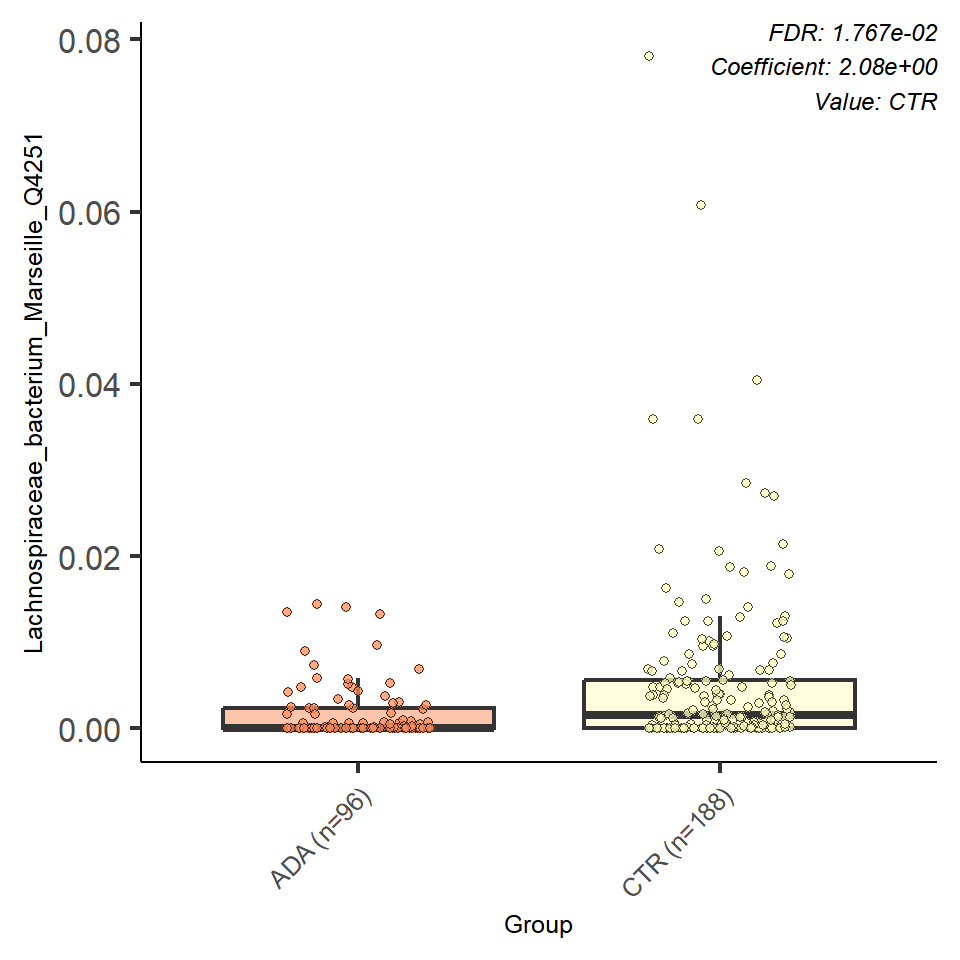 FDR: 1.767e-02
Coefficient: 2.08e+00
Value: CTR
Lachnospiraceae_bacterium_Marseille_Q4251
0.08
0.06
0.04
0.02
0.00
ADA (n=96)
CTR (n=188)
Group